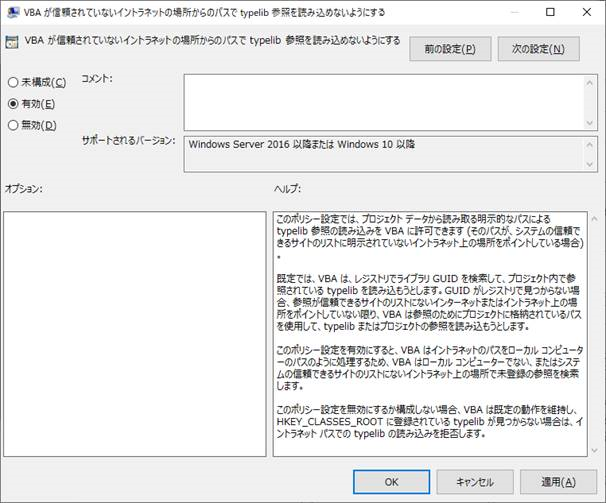 VBA が信頼されていないイントラネットの場所からのパスで typelib 参照を読み込めないようにする
VBA が信頼されていないイントラネットの場所からのパスで typelib 参照を読み込めないようにする
前の設定(P)
次の設定(N)
未構成(C)
有効(E)
無効(D)
コメント:
サポートされるバージョン:
Windows Server 2016 以降または Windows 10 以降
オプション:
ヘルプ:
このポリシー設定では、プロジェクト データから読み取る明示的なパスによる
typelib 参照の読み込みを VBA に許可できます (そのパスが、システムの信頼で
きるサイトのリストに明示されていないイントラネット上の場所をポイントしている場合)
。
既定では、VBA は、レジストリでライブラリ GUID を検索して、プロジェクト内で参
照されている typelib を読み込もうとします。GUID がレジストリで見つからない場
合、参照が信頼できるサイトのリストにないインターネットまたはイントラネット上の場
所をポイントしていない限り、VBA は参照のためにプロジェクトに格納されているパス
を使用して、typelib またはプロジェクトの参照を読み込もうとします。
このポリシー設定を有効にすると、VBA はイントラネットのパスをローカル コンピュータ
ーのパスのように処理するため、VBA はローカル コンピューターでない、またはシステ
ムの信頼できるサイトのリストにないイントラネット上の場所で未登録の参照を検索
します。
このポリシー設定を無効にするか構成しない場合、VBA は既定の動作を維持し、
HKEY_CLASSES_ROOT に登録されている typelib が見つからない場合は、イ
ントラネット パスでの typelib の読み込みを拒否します。
OK
キャンセル
適用(A)